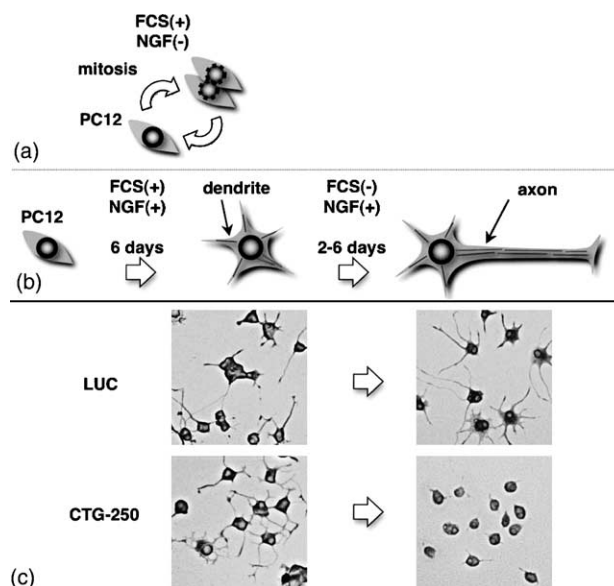 FCS(+)
NGF(-)
mitosis
PC12
(a)
FCS(+)
NGF(+)
dendrite
FCS(-)
NGF(+)
axon
PC12
6 days
2-6 days
(b)
LUC
CTG-250
(c)